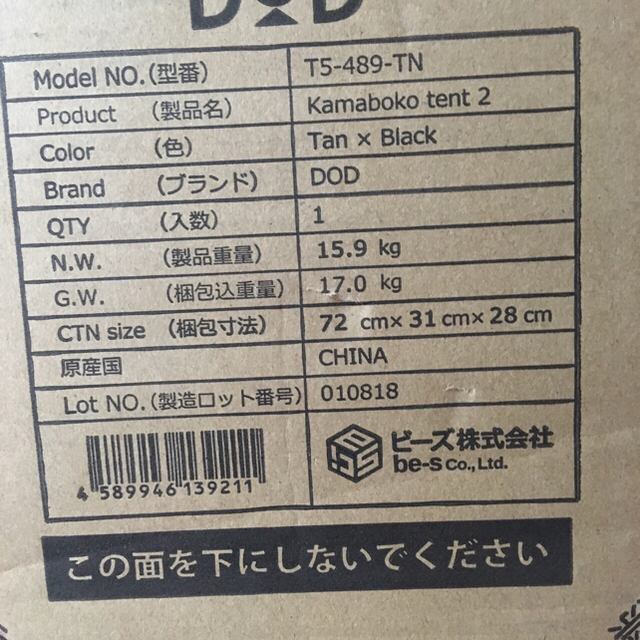 DOD
Model NO.(型番) T5-489-TN
Product (製品名) Kamaboko tent 2
Color (色) Tan × Black
Brand (ブランド) DOD
QTY (入数) 1
N.W. (製品重量) 15.9 kg
G.W. (梱包込重量) 17.0 kg
CTN size (梱包寸法) 72 cm× 31 cm× 28 cm
原産国 CHINA
Lot NO.(製造ロット番号) 010818
4 589946 139211
ビーズ株式会社
be-s Co., Ltd.
この面を下にしないでください